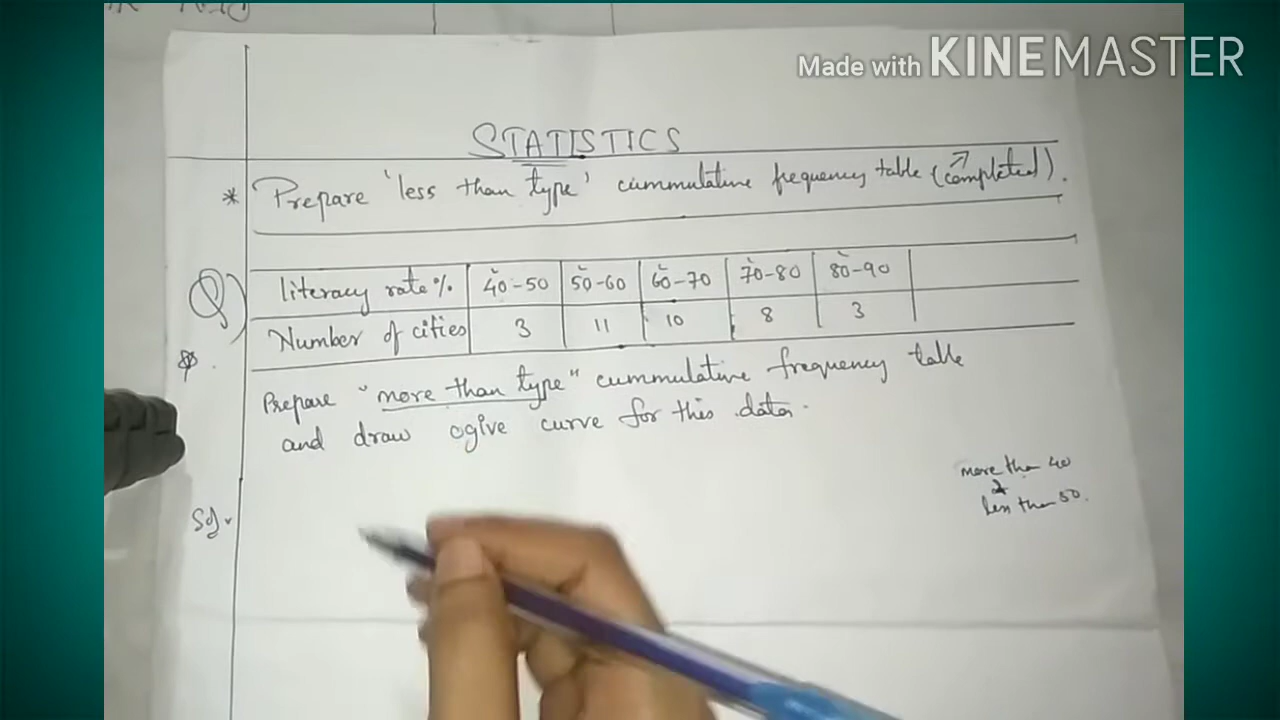 Made with KINEMASTER
STATISTICS
* Prepare 'less than type' cummulative frequency table (completed).
Q) literacy rate % 40-50 50-60 60-70 70-80 80-90
Number of cities 3 11 10 8 3
Prepare "more than type" cummulative frequency table
and draw ogive curve for this data.
more than 40
&
less than 50.
Sol.